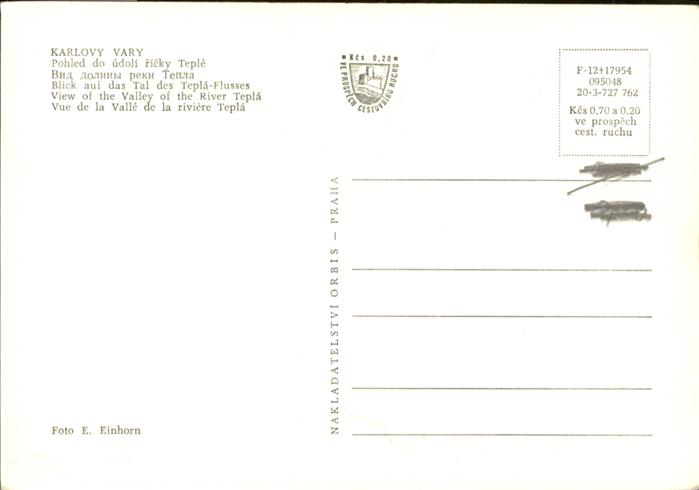 KARLOVY VARY
Pohled do údolí říčky Teplé
Вид долины реки Тепла
Blick auf das Tal des Teplá-Flusses
View of the Valley of the River Teplá
Vue de la Vallé de la rivière Teplá
Kčs 0,20
VE PROSPĚCH CESTOVNÍHO RUCHU
F-12†17954
095048
20-3-727 762
Kčs 0,70 a 0,20
ve prospěch
cest. ruchu
NAKLADATELSTVÍ ORBIS – PRAHA
Foto E. Einhorn